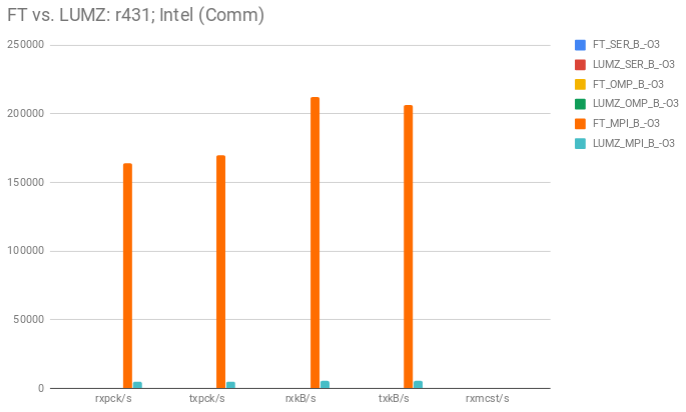 FT vs. LUMZ: r431; Intel (Comm)
250000
200000
150000
100000
50000
0
rxpck/s
txpck/s
rxkB/s
txkB/s
rxmcst/s
FT_SER_B_-O3
LUMZ_SER_B_-O3
FT_OMP_B_-O3
LUMZ_OMP_B_-O3
FT_MPI_B_-O3
LUMZ_MPI_B_-O3